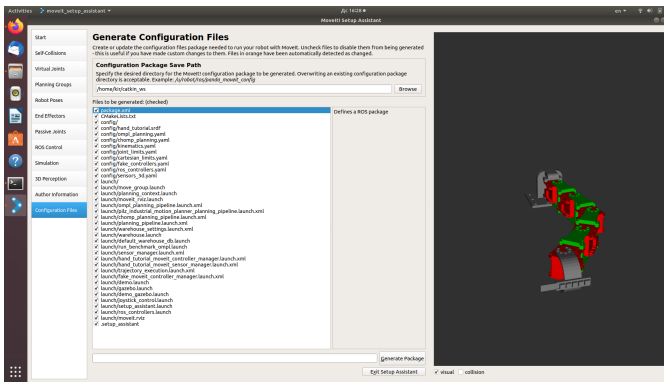 Activities
moveit_setup_assistant
Дс 16:28
en
MoveIt! Setup Assistant
Start
Self-Collisions
Virtual Joints
Planning Groups
Robot Poses
End Effectors
Passive Joints
ROS Control
Simulation
3D Perception
Author Information
Configuration Files
Generate Configuration Files
Create or update the configuration files package needed to run your robot with MoveIt. Uncheck files to disable them from being generated
- this is useful if you have made custom changes to them. Files in orange have been automatically detected as changed.
Configuration Package Save Path
Specify the desired directory for the MoveIt! configuration package to be generated. Overwriting an existing configuration package
directory is acceptable. Example: /u/robot/ros/panda_moveit_config
/home/kir/catkin_ws
Browse
Files to be generated: (checked)
package.xml
CMakeLists.txt
config/
config/hand_tutorial.srdf
config/ompl_planning.yaml
config/chomp_planning.yaml
config/kinematics.yaml
config/joint_limits.yaml
config/cartesian_limits.yaml
config/fake_controllers.yaml
config/ros_controllers.yaml
config/sensors_3d.yaml
launch/
launch/move_group.launch
launch/planning_context.launch
launch/moveit_rviz.launch
launch/ompl_planning_pipeline.launch.xml
launch/pilz_industrial_motion_planner_planning_pipeline.launch.xml
launch/chomp_planning_pipeline.launch.xml
launch/planning_pipeline.launch.xml
launch/warehouse_settings.launch.xml
launch/warehouse.launch
launch/default_warehouse_db.launch
launch/run_benchmark_ompl.launch
launch/sensor_manager.launch.xml
launch/hand_tutorial_moveit_controller_manager.launch.xml
launch/hand_tutorial_moveit_sensor_manager.launch.xml
launch/trajectory_execution.launch.xml
launch/fake_moveit_controller_manager.launch.xml
launch/demo.launch
launch/gazebo.launch
launch/demo_gazebo.launch
launch/joystick_control.launch
launch/setup_assistant.launch
launch/ros_controllers.launch
launch/moveit.rviz
.setup_assistant
Defines a ROS package
Generate Package
Exit Setup Assistant
visual
collision